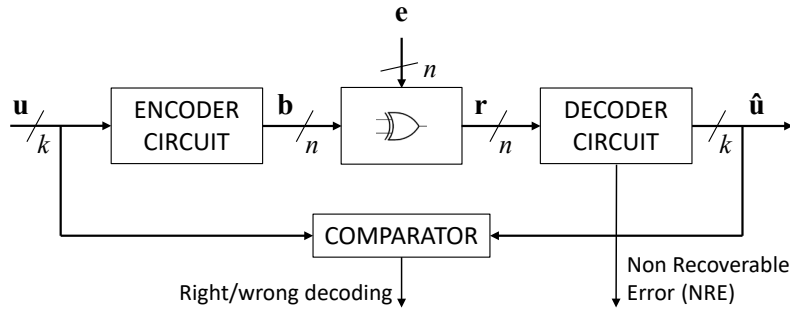 e
n
u
k
ENCODER
CIRCUIT
b
n
r
n
DECODER
CIRCUIT
k
û
COMPARATOR
Right/wrong decoding
Non Recoverable
Error (NRE)